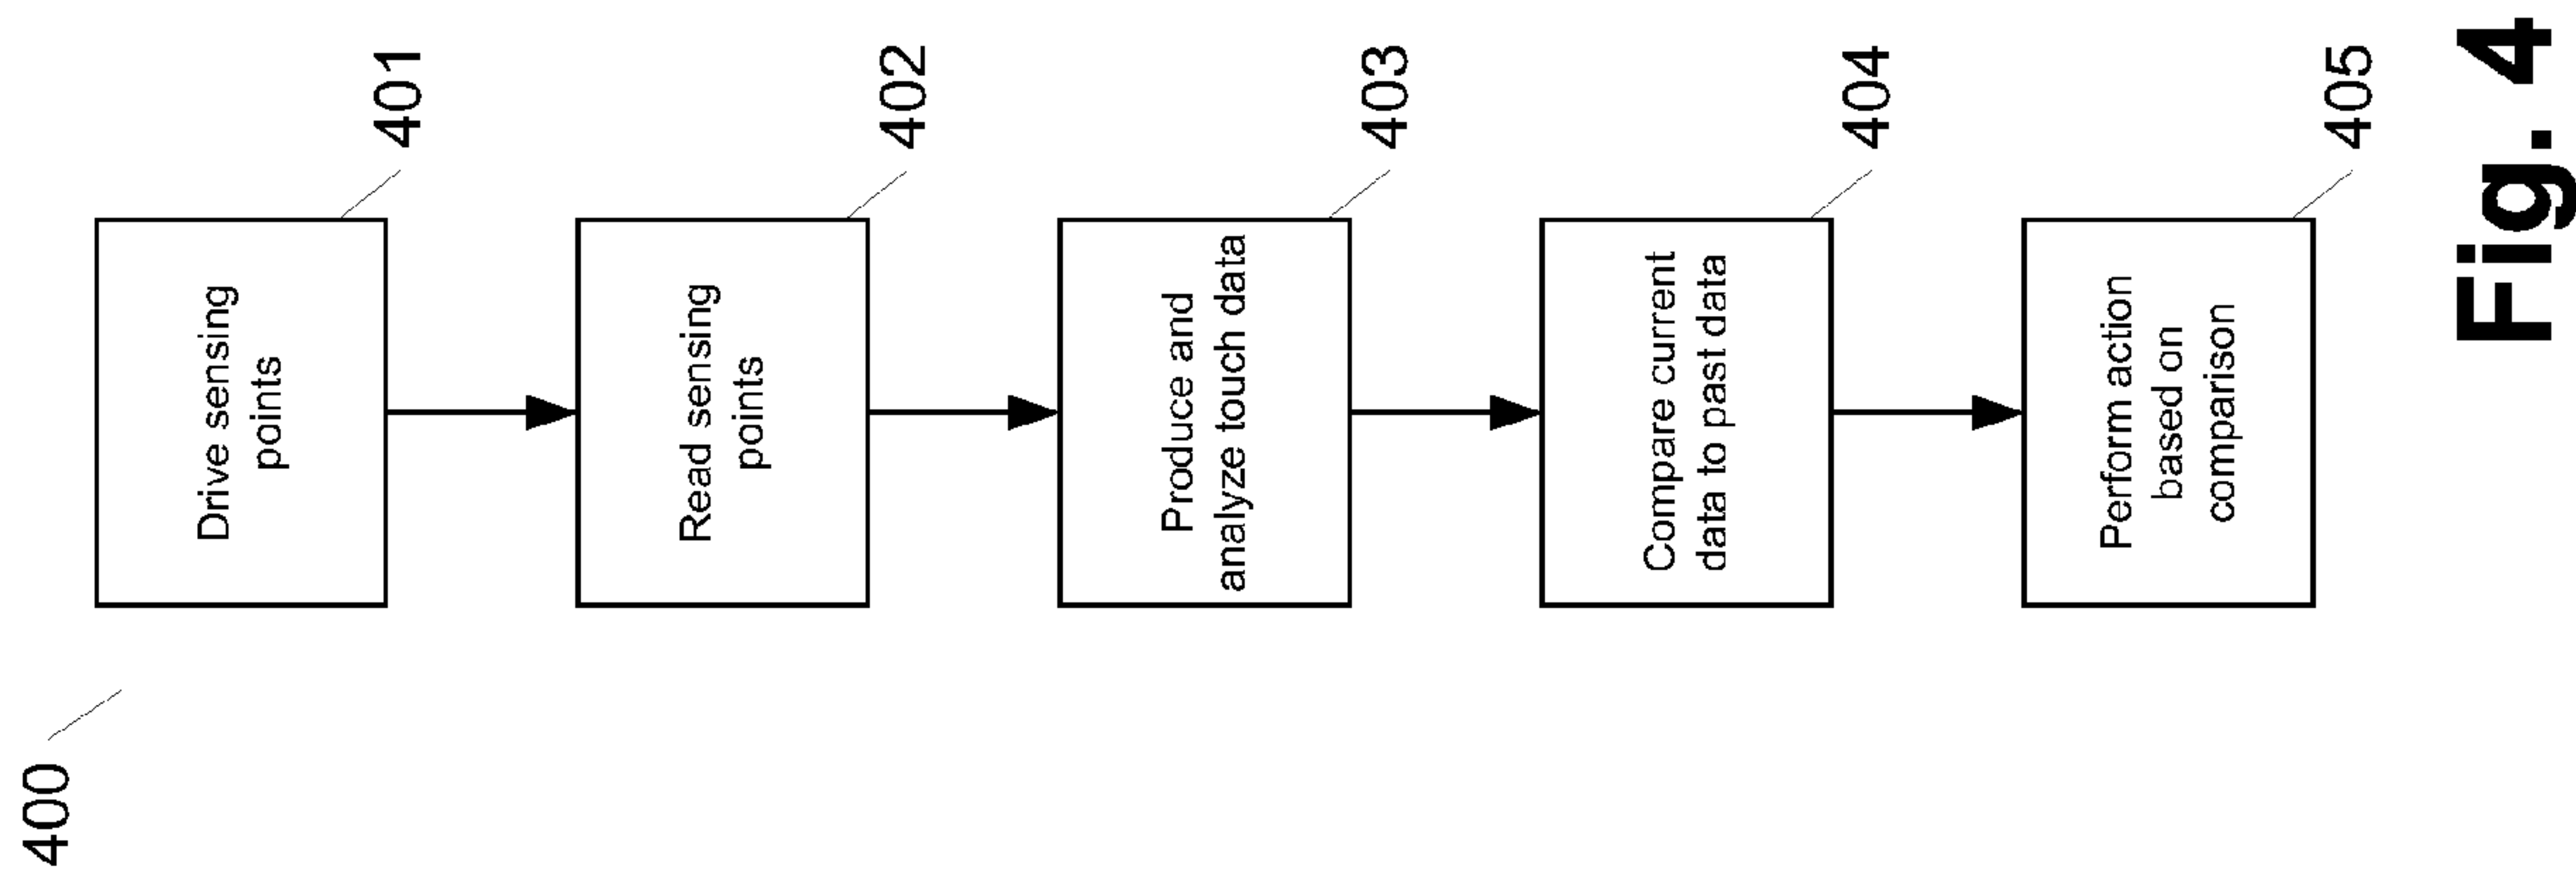 400
Drive sensing
points
401
Read sensing
points
402
Produce and
analyze touch data
403
Compare current
data to past data
404
Perform action
based on
comparison
405
Fig. 4